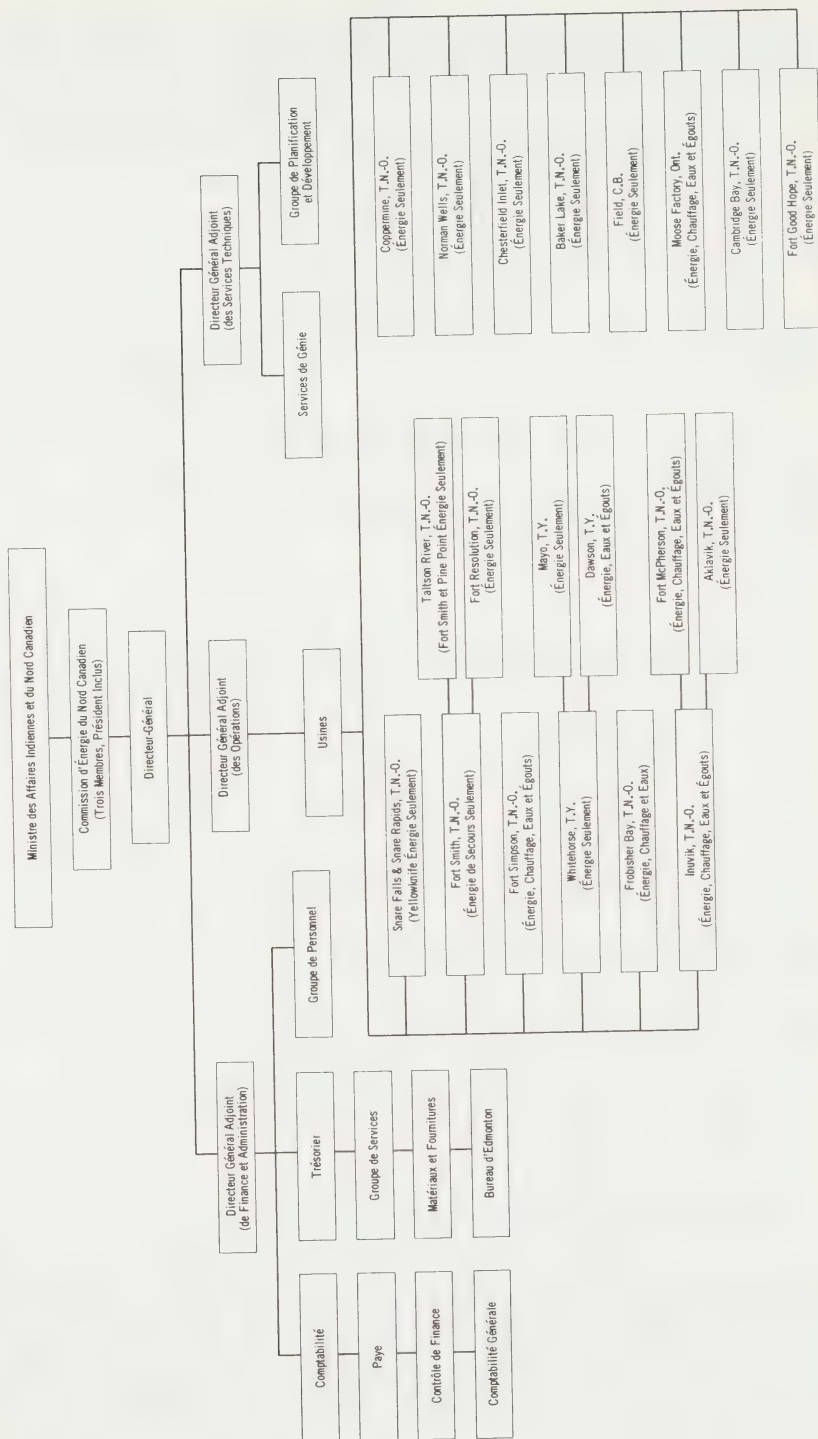 Ministre des Affaires Indiennes et du Nord Canadien
Commission d'Énergie du Nord Canadien
(Trois Membres, Président Inclus)
Directeur-Général
Directeur Général Adjoint
(de Finance et Administration)
Directeur Général Adjoint
(des Opérations)
Directeur Général Adjoint
(des Services Techniques)
Comptabilité
Trésorier
Groupe de Personnel
Usines
Services de Génie
Groupe de Planification
et Développement
Paye
Groupe de Services
Contrôle de Finance
Matériaux et Fournitures
Comptabilité Générale
Bureau d'Edmonton
Snare Falls & Snare Rapids, T.N.-O.
(Yellowknife Énergie Seulement)
Fort Smith, T.N.-O.
(Énergie de Secours Seulement)
Fort Simpson, T.N.-O.
(Énergie, Chauffage, Eaux et Égouts)
Whitehorse, T.Y.
(Énergie Seulement)
Frobisher Bay, T.N.-O.
(Énergie, Chauffage et Eaux)
Inuvik, T.N.-O.
(Énergie, Chauffage, Eaux et Égouts)
Taltson River, T.N.-O.
(Fort Smith et Pine Point Énergie Seulement)
Fort Resolution, T.N.-O.
(Énergie Seulement)
Mayo, T.Y.
(Énergie Seulement)
Dawson, T.Y.
(Énergie, Eaux et Égouts)
Fort McPherson, T.N.-O.
(Énergie, Chauffage, Eaux et Égouts)
Aklavik, T.N.-O.
(Énergie Seulement)
Coppermine, T.N.-O.
(Énergie Seulement)
Norman Wells, T.N.-O.
(Énergie Seulement)
Chesterfield Inlet, T.N.-O.
(Énergie Seulement)
Baker Lake, T.N.-O.
(Énergie Seulement)
Field, C.B.
(Énergie Seulement)
Moose Factory, Ont.
(Énergie, Chauffage, Eaux et Égouts)
Cambridge Bay, T.N.-O.
(Énergie Seulement)
Fort Good Hope, T.N.-O.
(Énergie Seulement)